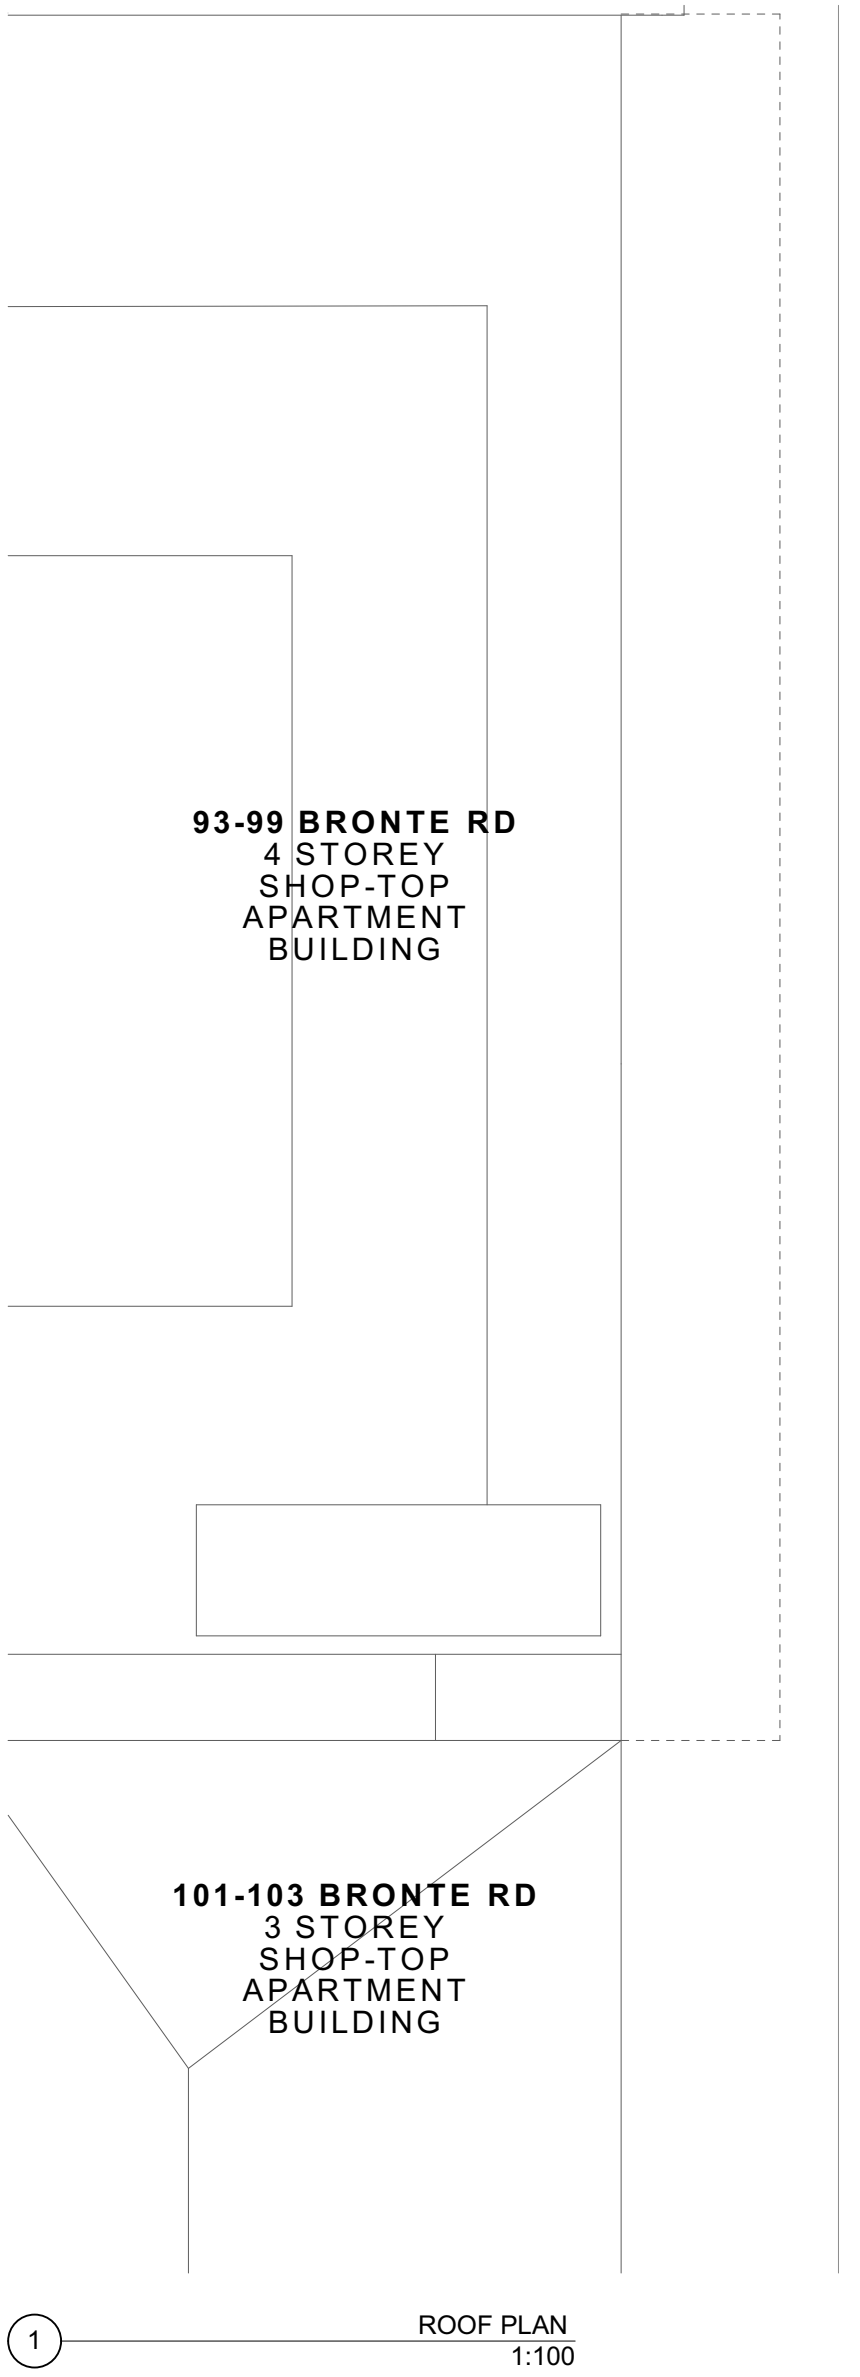 93-99 BRONTE RD
4 STOREY
SHOP-TOP
APARTMENT
BUILDING
101-103 BRONTE RD
3 STOREY
SHOP-TOP
APARTMENT
BUILDING
1
ROOF PLAN
1:100